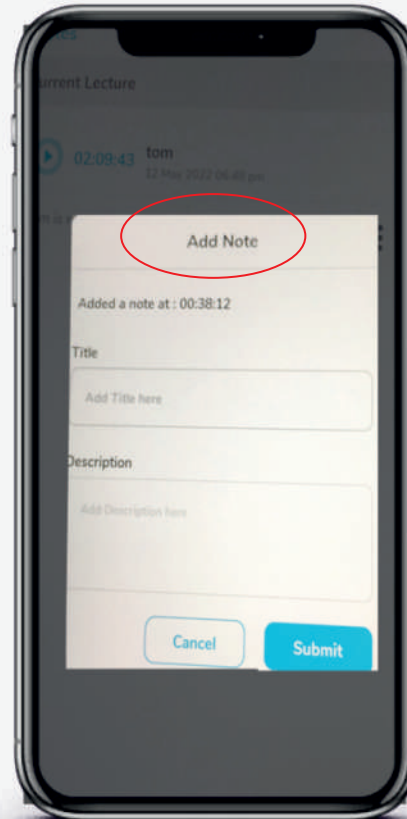 Current Lecture
02:09:43 tom
12 May 2022 06:48 pm
Add Note
Added a note at : 00:38:12
Title
Add Title here
Description
Add Description here
Cancel
Submit